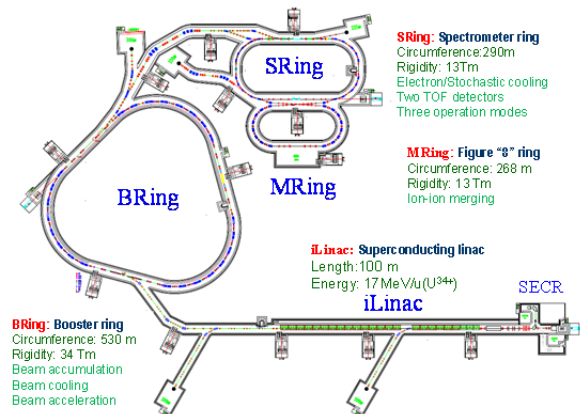 SRing: Spectrometer ring
Circumference:290m
Rigidity: 13Tm
Electron/Stochastic cooling
Two TOF detectors
Three operation modes
SRing
MRing: Figure “8” ring
Circumference: 268 m
Rigidity: 13 Tm
Ion-ion merging
MRing
BRing
iLinac: Superconducting linac
Length:100 m
Energy: 17 MeV/u(U34+)
iLinac
SECR
BRing: Booster ring
Circumference: 530 m
Rigidity: 34 Tm
Beam accumulation
Beam cooling
Beam acceleration